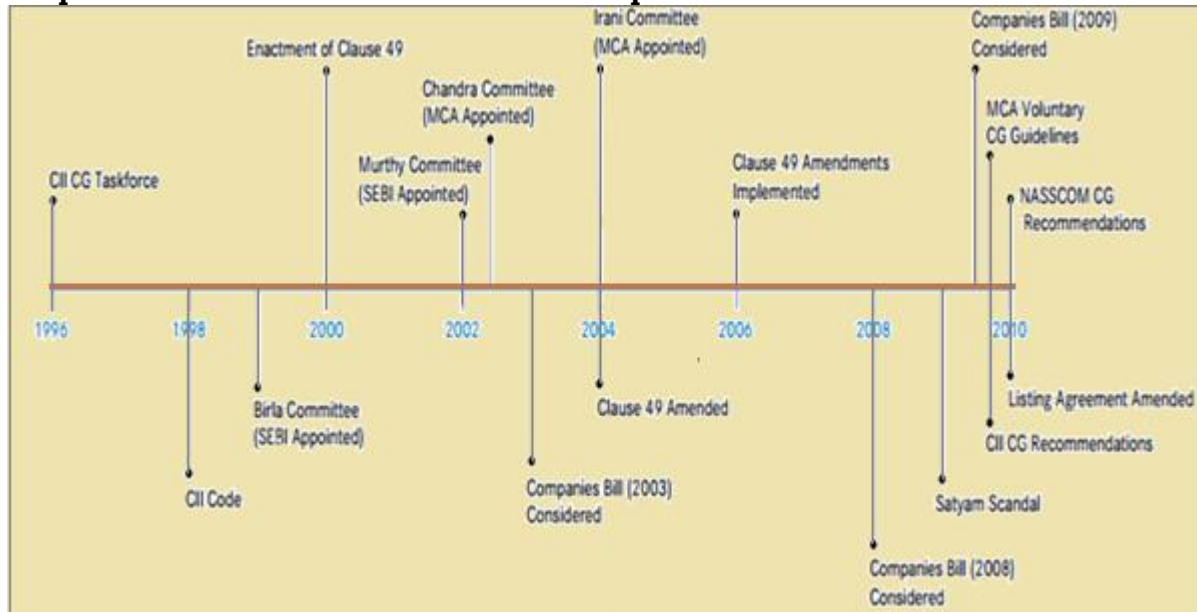 Irani Committee
(MCA Appointed)
Companies Bill (2009)
Considered
Enactment of Clause 49
Chandra Committee
(MCA Appointed)
MCA Voluntary
CG Guidelines
Murthy Committee
(SEBI Appointed)
Clause 49 Amendments
Implemented
CII CG Taskforce
NASSCOM CG
Recommendations
1996
1998
2000
2002
2004
2006
2008
2010
Birla Committee
(SEBI Appointed)
Clause 49 Amended
Listing Agreement Amended
CII CG Recommendations
CII Code
Companies Bill (2003)
Considered
Satyam Scandal
Companies Bill (2008)
Considered